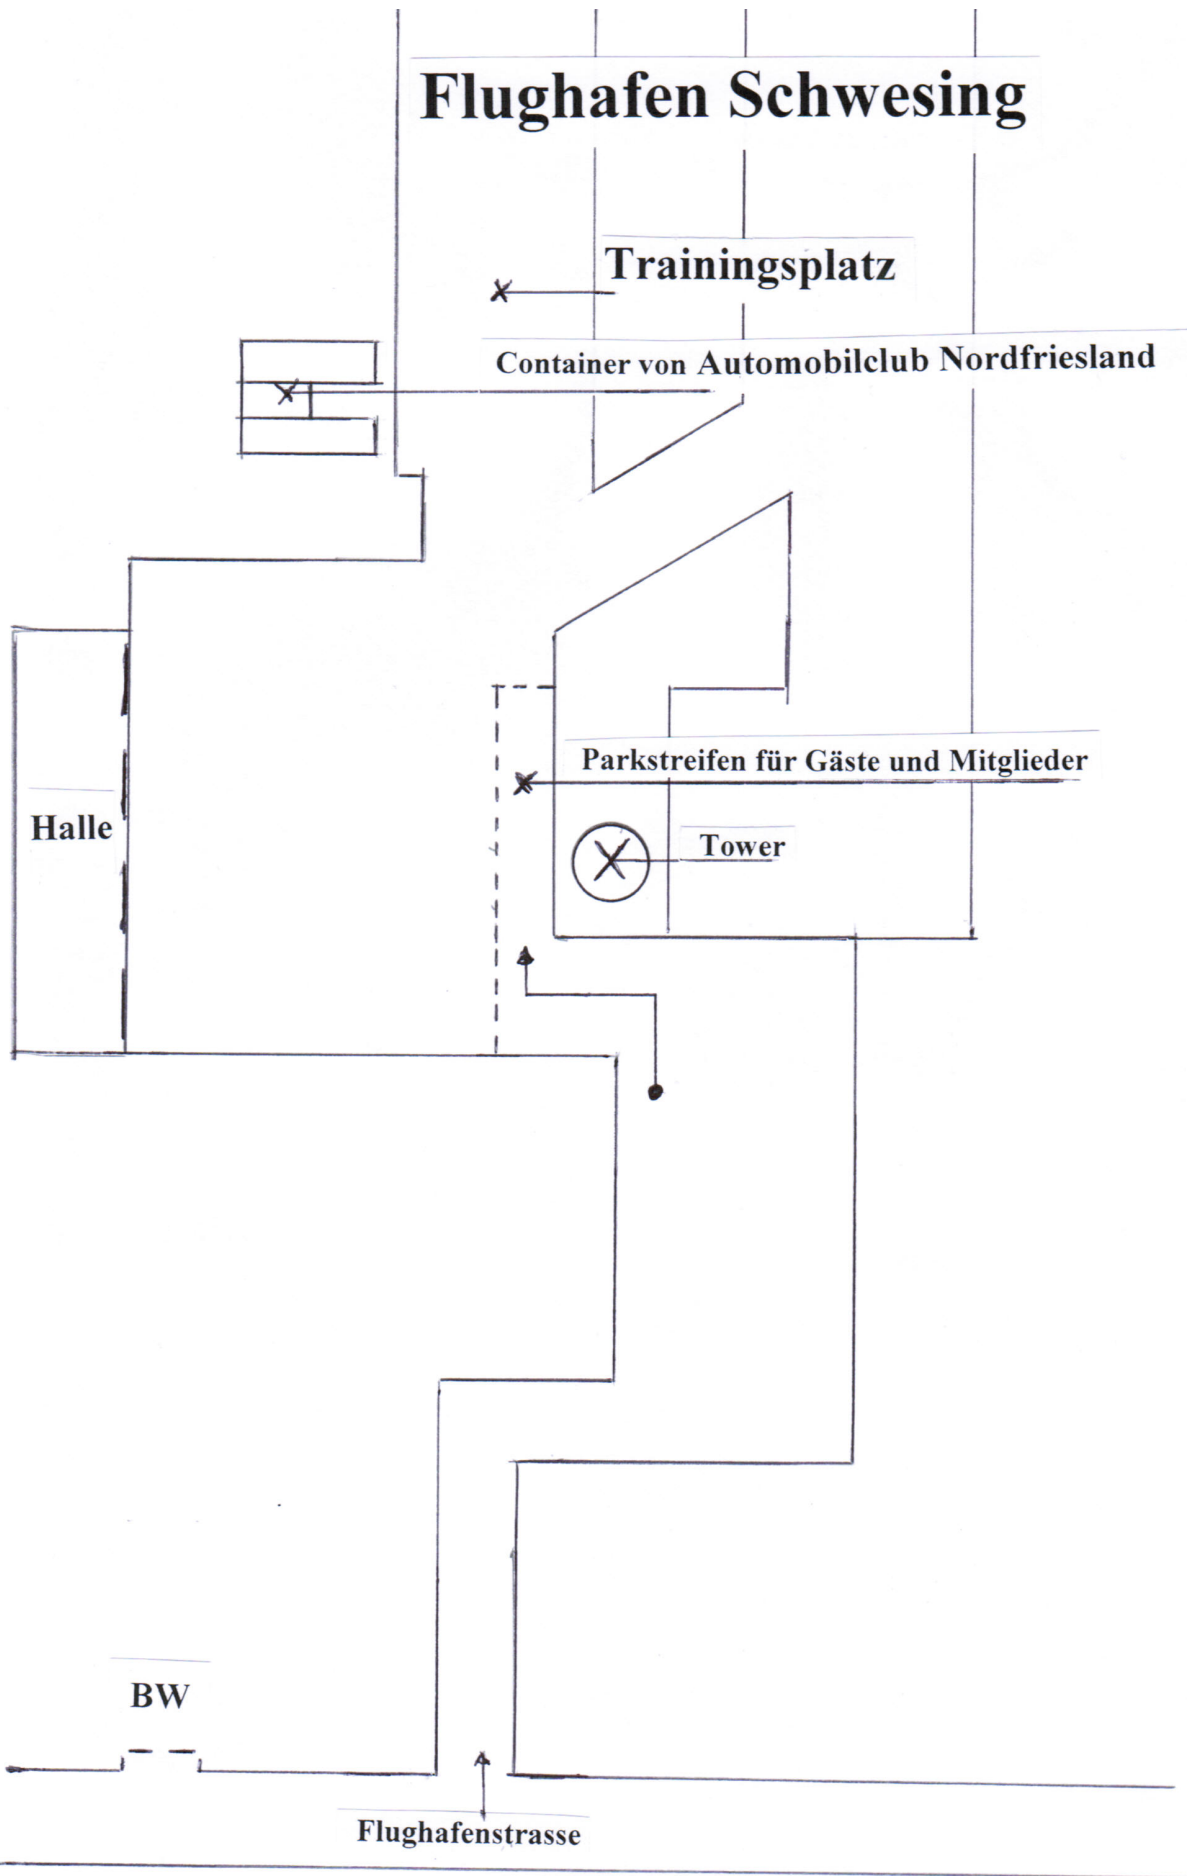 Flughafen Schwesing
Trainingsplatz
Container von Automobilclub Nordfriesland
Parkstreifen für Gäste und Mitglieder
Halle
Tower
BW
Flughafenstrasse